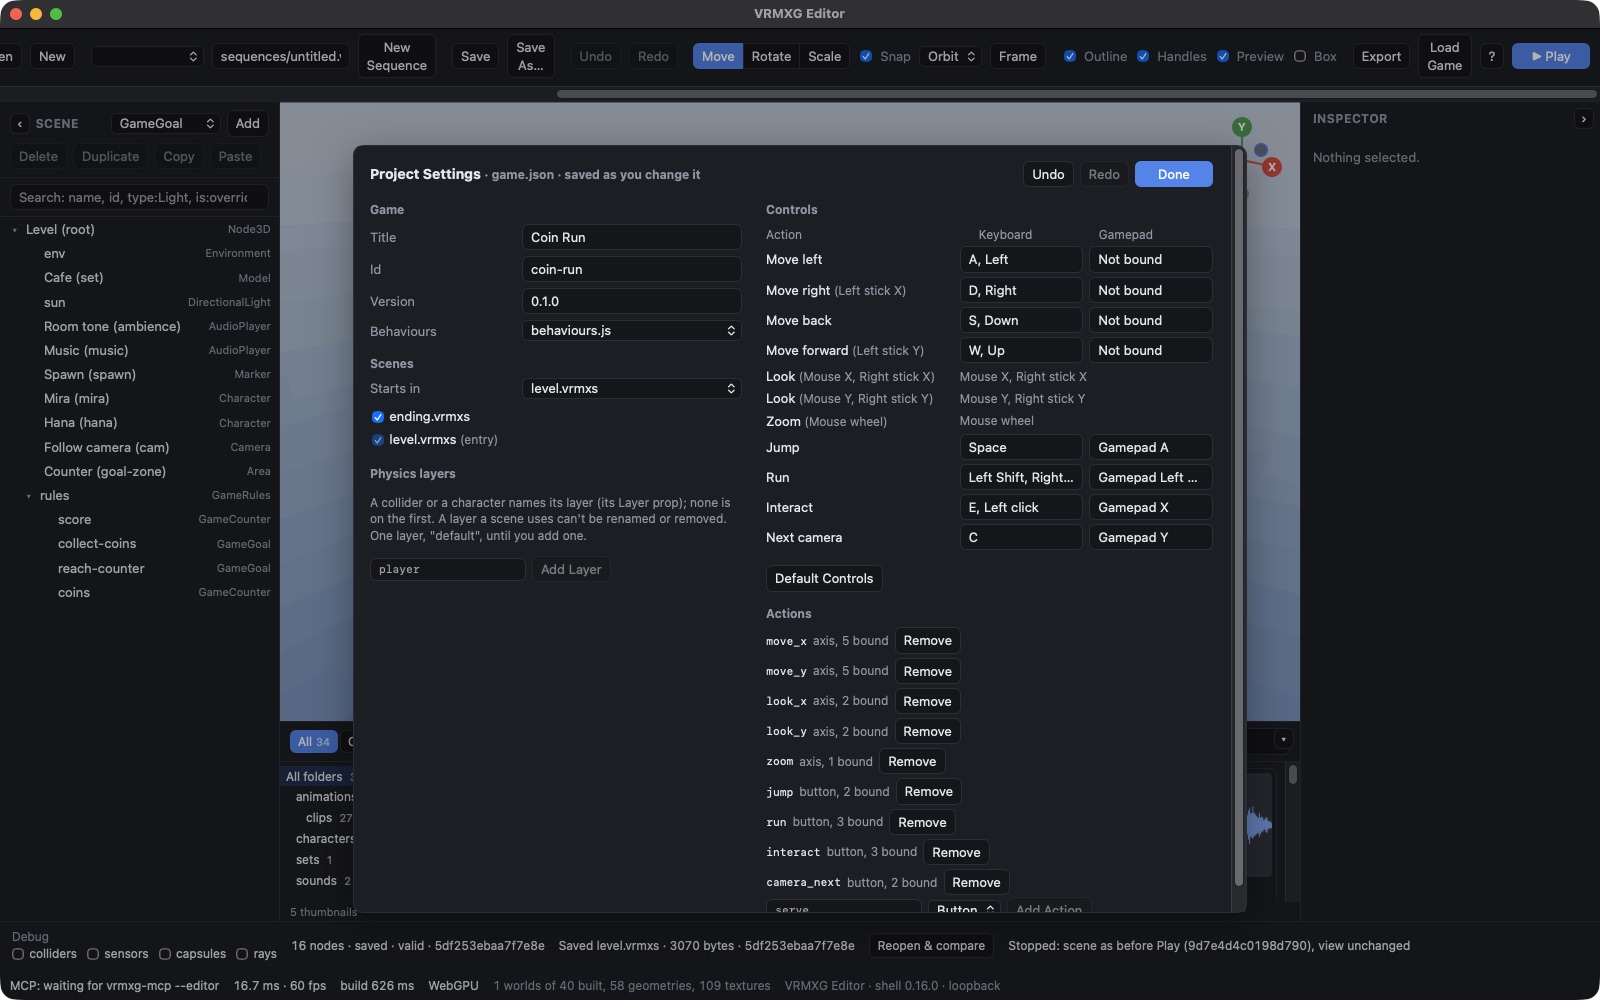 VRMXG Editor
en New sequences/untitled. New Sequence Save Save As... Undo Redo Move Rotate Scale Snap Orbit Frame Outline Handles Preview Box Export Load Game ? Play
SCENE GameGoal Add
Delete Duplicate Copy Paste
Search: name, id, type:Light, is:overric
Level (root) Node3D
env Environment
Cafe (set) Model
sun DirectionalLight
Room tone (ambience) AudioPlayer
Music (music) AudioPlayer
Spawn (spawn) Marker
Mira (mira) Character
Hana (hana) Character
Follow camera (cam) Camera
Counter (goal-zone) Area
rules GameRules
score GameCounter
collect-coins GameGoal
reach-counter GameGoal
coins GameCounter
Y
X
INSPECTOR
Nothing selected.
Project Settings · game.json · saved as you change it Undo Redo Done
Game
Title Coin Run
Id coin-run
Version 0.1.0
Behaviours behaviours.js
Scenes
Starts in level.vrmxs
ending.vrmxs
level.vrmxs (entry)
Physics layers
A collider or a character names its layer (its Layer prop); none is
on the first. A layer a scene uses can't be renamed or removed.
One layer, "default", until you add one.
player Add Layer
Controls
Action Keyboard Gamepad
Move left A, Left Not bound
Move right (Left stick X) D, Right Not bound
Move back S, Down Not bound
Move forward (Left stick Y) W, Up Not bound
Look (Mouse X, Right stick X) Mouse X, Right stick X
Look (Mouse Y, Right stick Y) Mouse Y, Right stick Y
Zoom (Mouse wheel) Mouse wheel
Jump Space Gamepad A
Run Left Shift, Right... Gamepad Left ...
Interact E, Left click Gamepad X
Next camera C Gamepad Y
Default Controls
Actions
move_x axis, 5 bound Remove
move_y axis, 5 bound Remove
look_x axis, 2 bound Remove
look_y axis, 2 bound Remove
zoom axis, 1 bound Remove
jump button, 2 bound Remove
run button, 3 bound Remove
interact button, 3 bound Remove
camera_next button, 2 bound Remove
serve Button Add Action
All 34
All folders
animations
clips 27
characters
sets 1
sounds 2
5 thumbnails
Debug
colliders sensors capsules rays 16 nodes · saved · valid · 5df253ebaa7f7e8e Saved level.vrmxs · 3070 bytes · 5df253ebaa7f7e8e Reopen & compare Stopped: scene as before Play (9d7e4d4c0198d790), view unchanged
MCP: waiting for vrmxg-mcp --editor 16.7 ms · 60 fps build 626 ms WebGPU 1 worlds of 40 built, 58 geometries, 109 textures VRMXG Editor · shell 0.16.0 · loopback